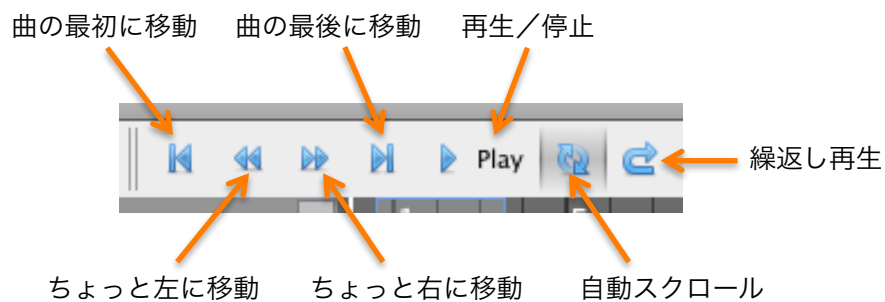 曲の最初に移動
曲の最後に移動
再生／停止
Play
繰返し再生
ちょっと左に移動
ちょっと右に移動
自動スクロール